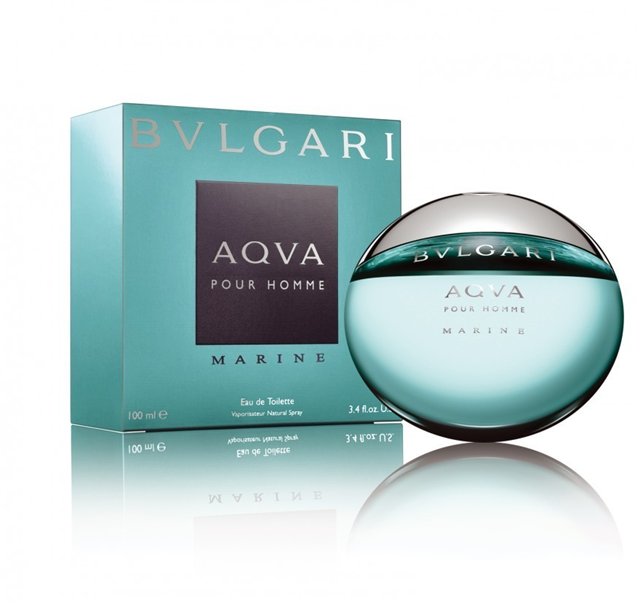 BVLGARI
AQVA
POUR HOMME
MARINE
Eau de Toilette
Vaporisateur Natural Spray
100 ml e
3.4 fl.oz U.S.
BVLGARI
AQVA
POUR HOMME
MARINE